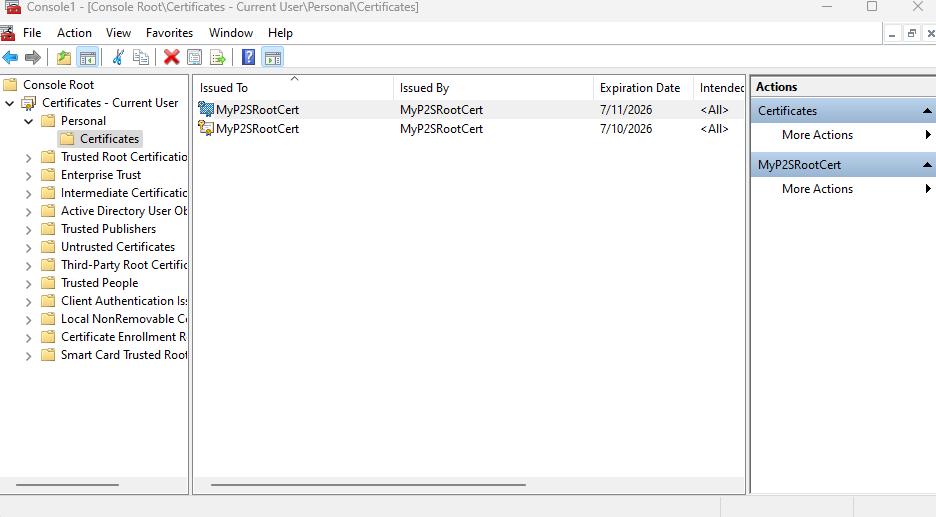 Console1 - [Console Root\Certificates - Current User\Personal\Certificates]
File Action View Favorites Window Help
Console Root
Certificates - Current User
Personal
Certificates
Trusted Root Certificatio
Enterprise Trust
Intermediate Certificatio
Active Directory User Ob
Trusted Publishers
Untrusted Certificates
Third-Party Root Certific
Trusted People
Client Authentication Iss
Local NonRemovable Ce
Certificate Enrollment R
Smart Card Trusted Root
Issued To Issued By Expiration Date Intended
MyP2SRootCert MyP2SRootCert 7/11/2026 <All>
MyP2SRootCert MyP2SRootCert 7/10/2026 <All>
Actions
Certificates
More Actions
MyP2SRootCert
More Actions